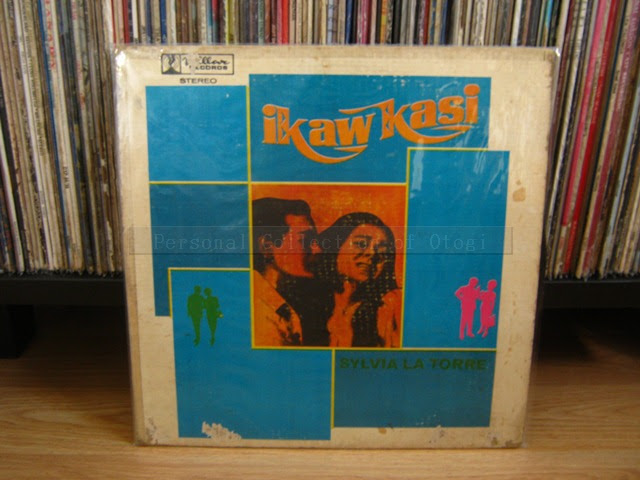 Villar
RECORDS
STEREO
ikaw kasi
Personal Collection of Otogi
SYLVIA LA TORRE